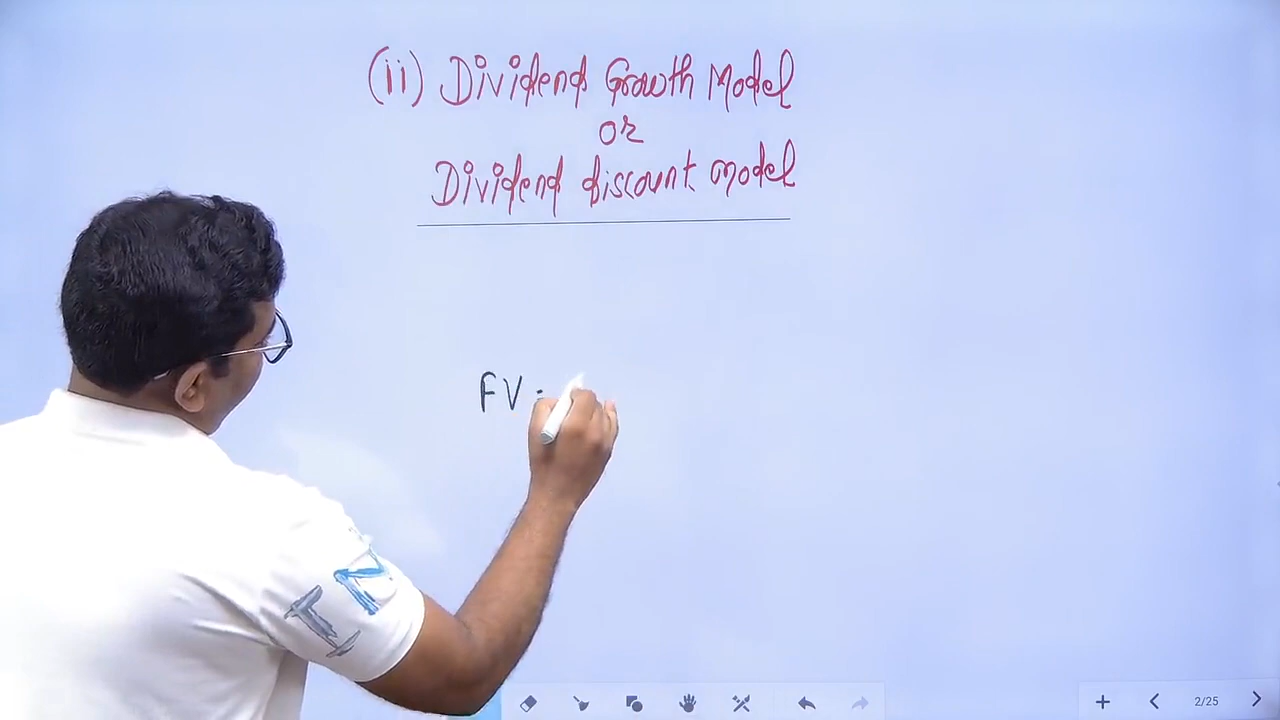 (ii) Dividend Growth Model
or
Dividend discount model
FV =
2/25